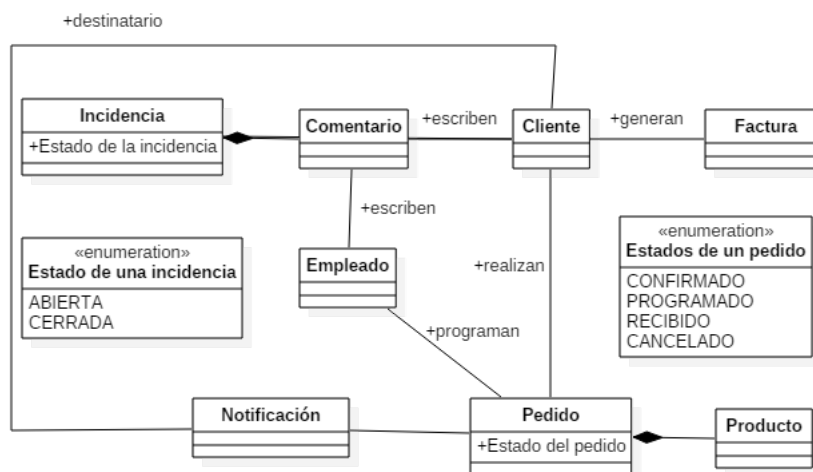 +destinatario
Incidencia
+Estado de la incidencia
Comentario
+escriben
Cliente
+generan
Factura
+escriben
«enumeration»
Estado de una incidencia
ABIERTA
CERRADA
Empleado
+realizan
«enumeration»
Estados de un pedido
CONFIRMADO
PROGRAMADO
RECIBIDO
CANCELADO
+programan
Notificación
Pedido
+Estado del pedido
Producto